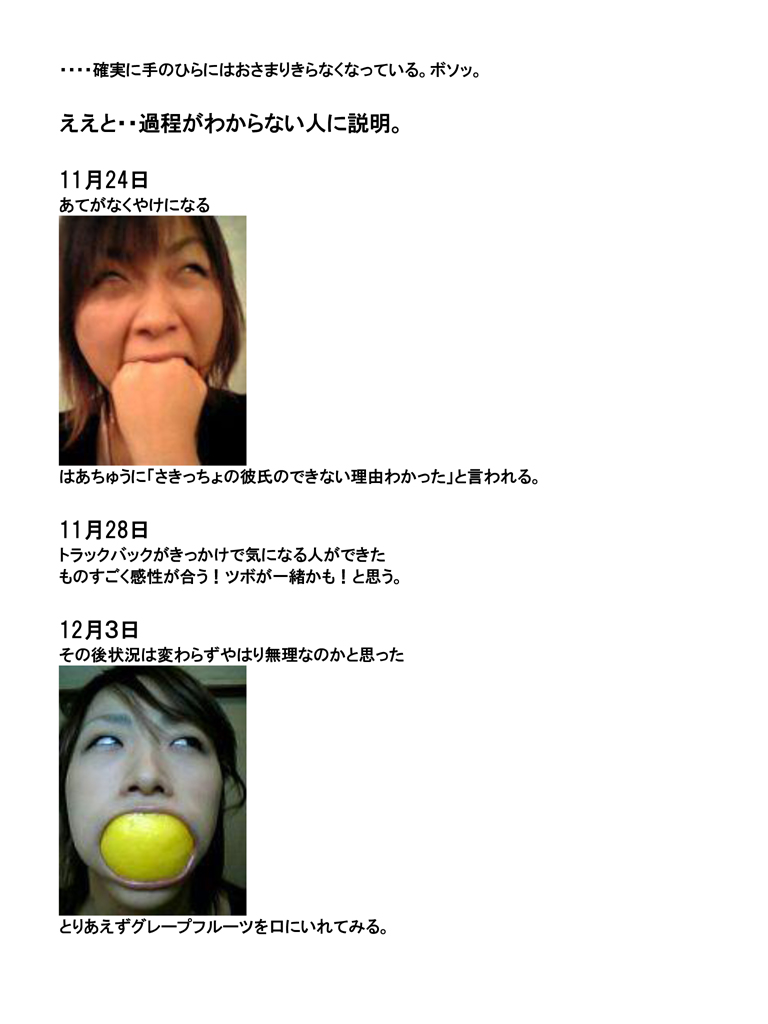 ・・・・確実に手のひらにはおさまりきらなくなっている。ボソッ。
ええと・・過程がわからない人に説明。
11月24日
あてがなくやけになる
はあちゅうに「さきっちょの彼氏のできない理由わかった」と言われる。
11月28日
トラックバックがきっかけで気になる人ができた
ものすごく感性が合う！ツボが一緒かも！と思う。
12月３日
その後状況は変わらずやはり無理なのかと思った
とりあえずグレープフルーツを口にいれてみる。